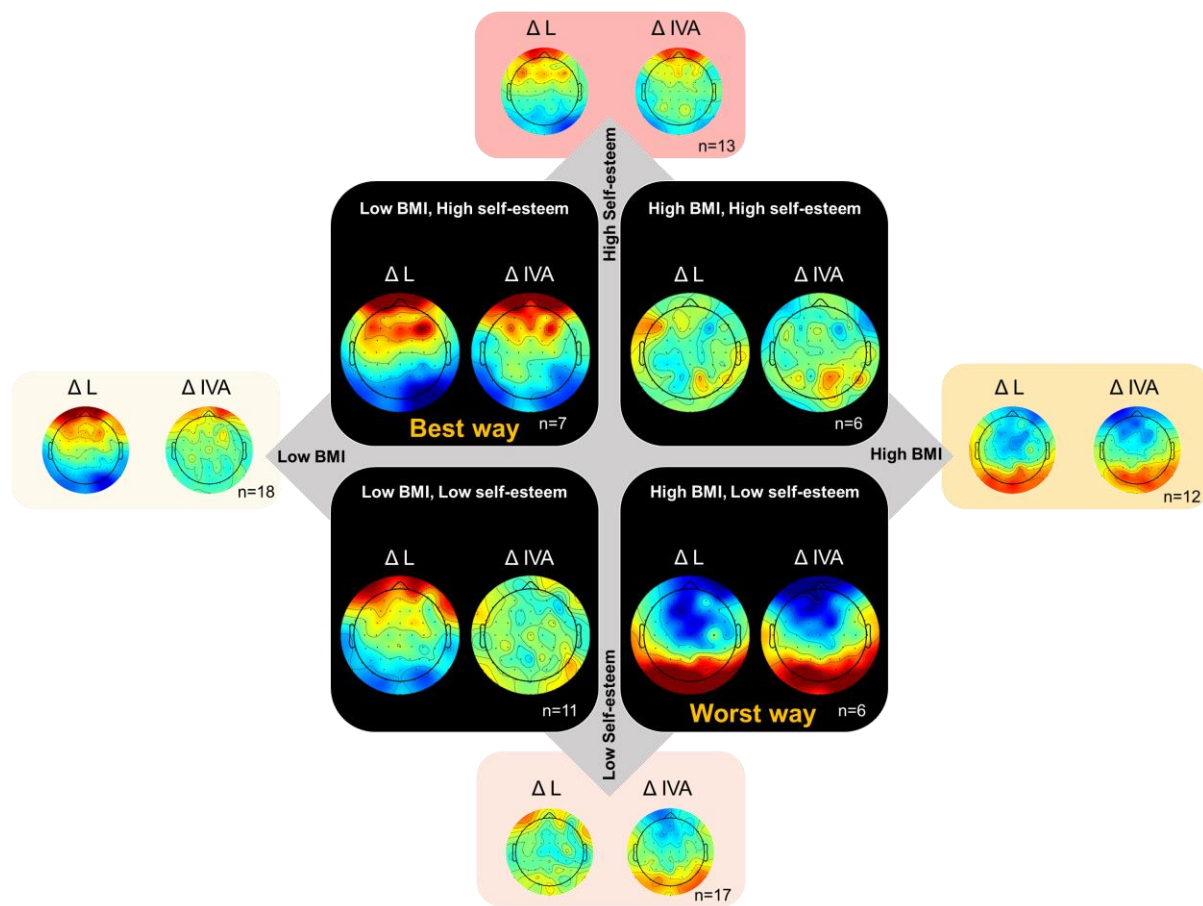 Δ L Δ IVA
n=13
High Self-esteem
Low BMI, High self-esteem
Δ L Δ IVA
Best way n=7
High BMI, High self-esteem
Δ L Δ IVA
n=6
Δ L Δ IVA
n=18
Low BMI
High BMI
Δ L Δ IVA
n=12
Low BMI, Low self-esteem
Δ L Δ IVA
n=11
High BMI, Low self-esteem
Δ L Δ IVA
Worst way n=6
Low Self-esteem
Δ L Δ IVA
n=17